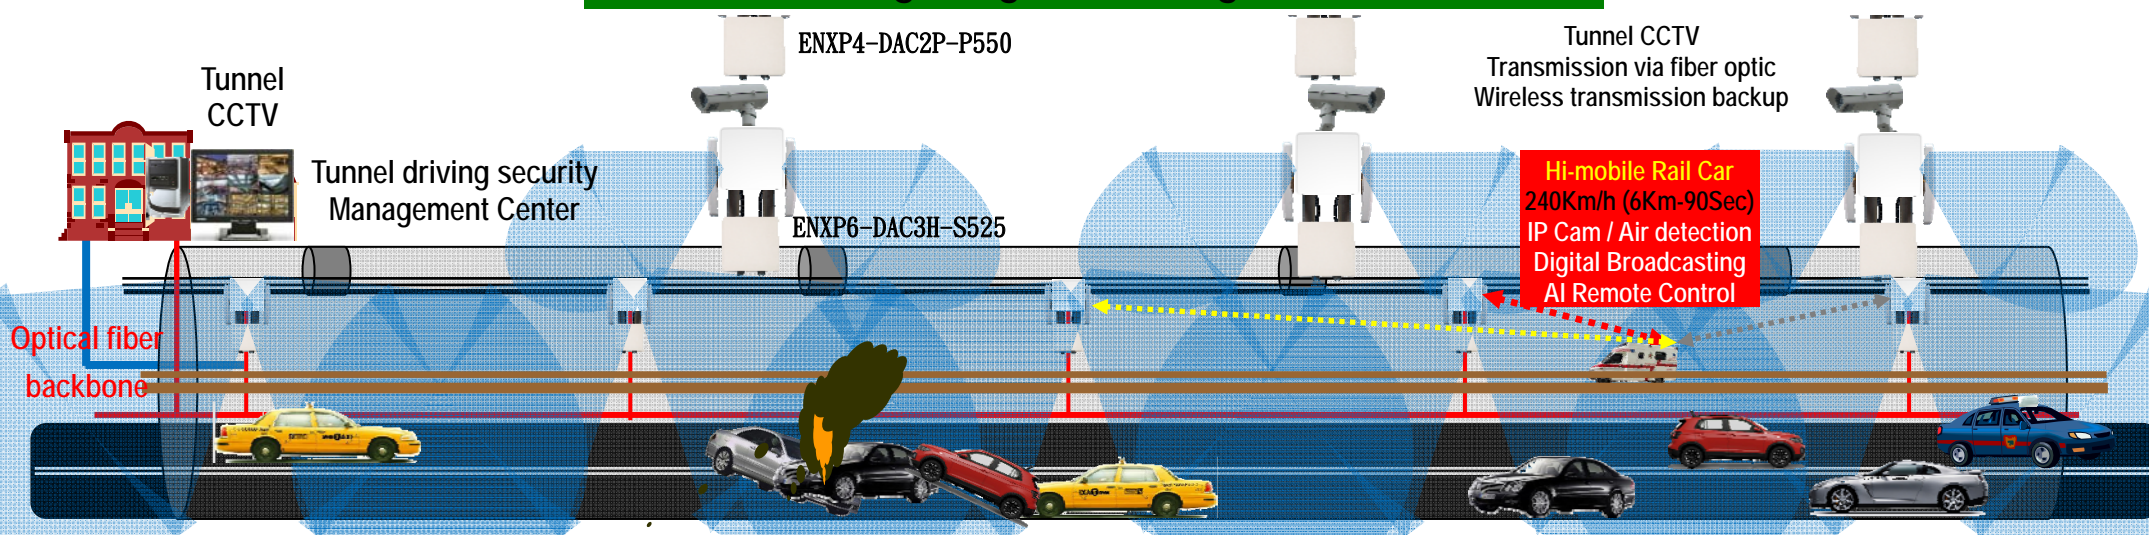 ENXP4-DAC2P-P550
Tunnel CCTV
Transmission via fiber optic
Wireless transmission backup
Tunnel
CCTV
Tunnel driving security
Management Center
ENXP6-DAC3H-S525
Hi-mobile Rail Car
240Km/h (6Km-90Sec)
IP Cam / Air detection
Digital Broadcasting
AI Remote Control
Optical fiber
backbone